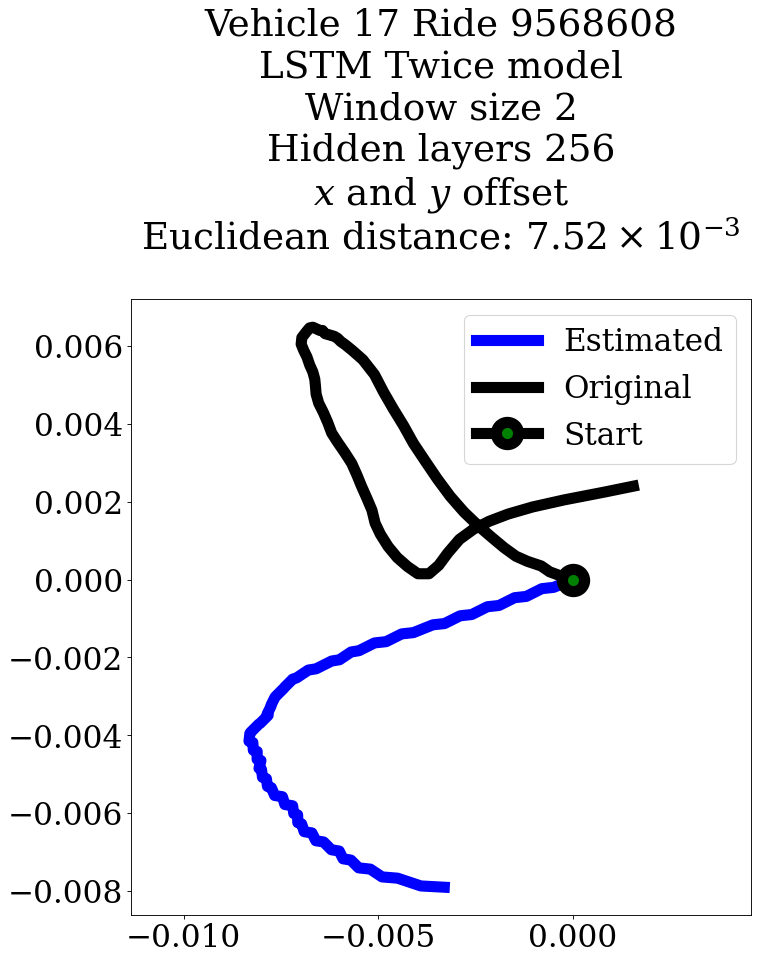 Vehicle 17 Ride 9568608
LSTM Twice model
Window size 2
Hidden layers 256
x and y offset
Euclidean distance: 7.52 × 10⁻³
Estimated
Original
Start
0.006
0.004
0.002
0.000
−0.002
−0.004
−0.006
−0.008
−0.010 −0.005 0.000